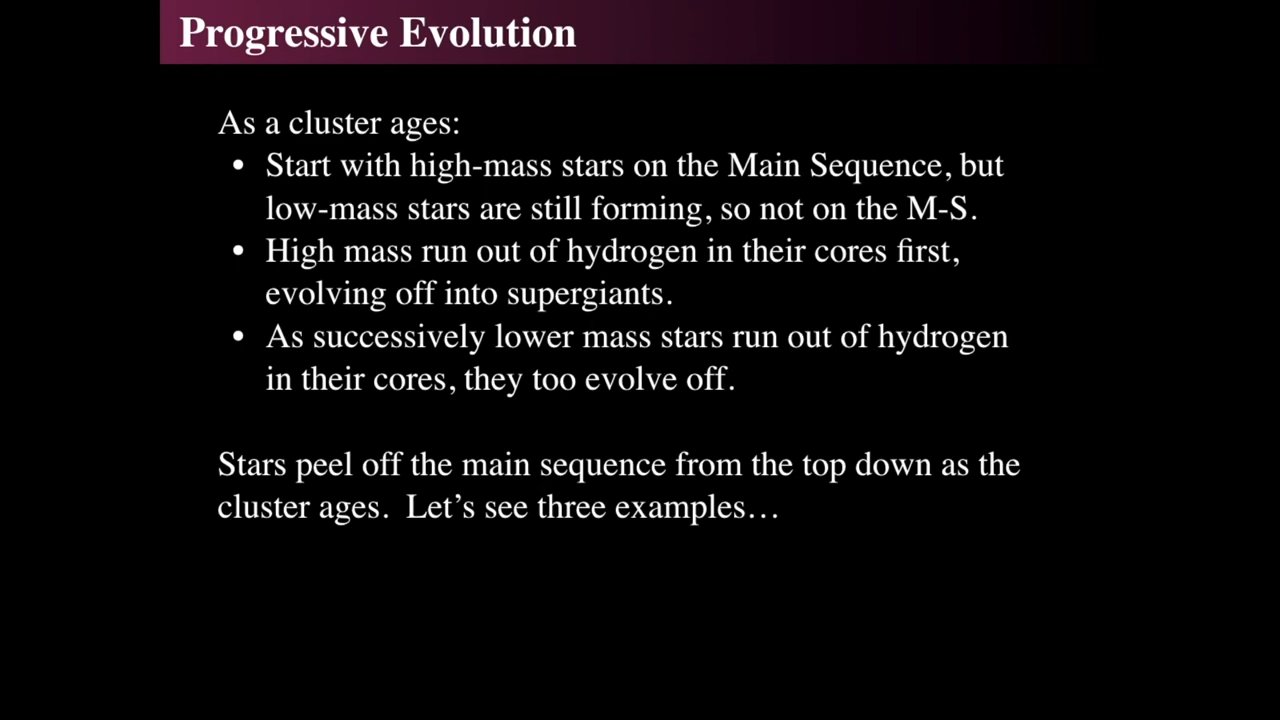 Progressive Evolution
As a cluster ages:
• Start with high-mass stars on the Main Sequence, but
low-mass stars are still forming, so not on the M-S.
• High mass run out of hydrogen in their cores first,
evolving off into supergiants.
• As successively lower mass stars run out of hydrogen
in their cores, they too evolve off.
Stars peel off the main sequence from the top down as the
cluster ages.  Let’s see three examples…